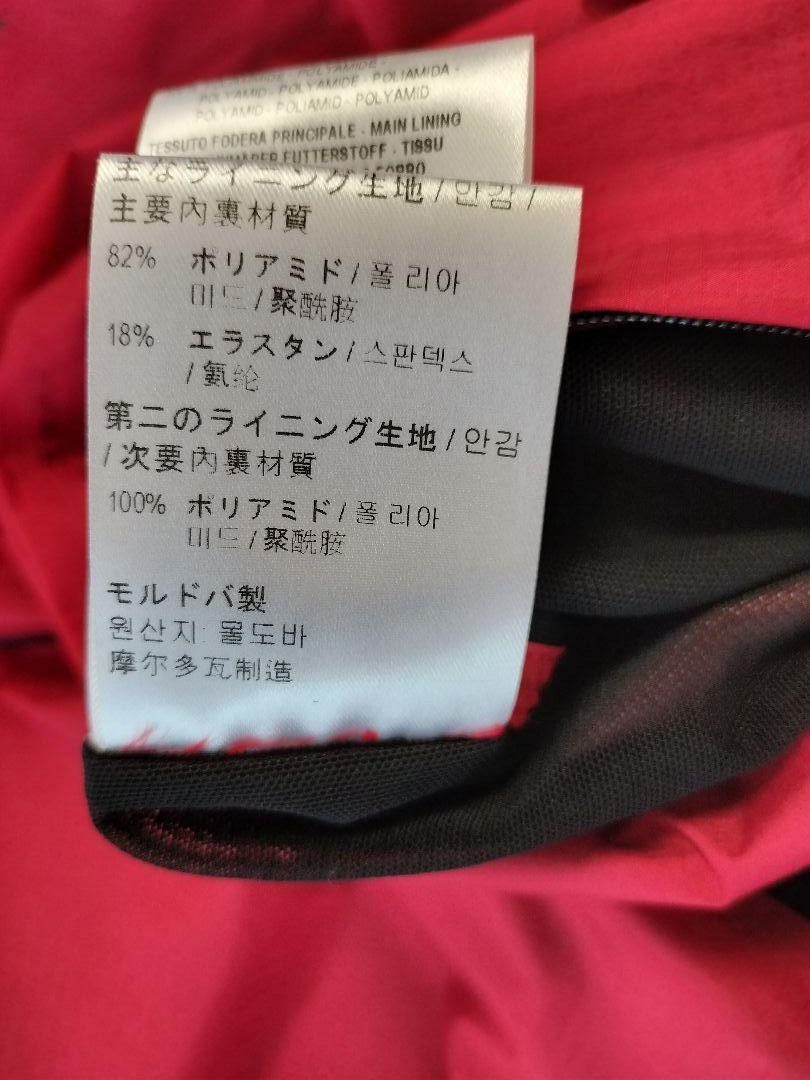 POLYAMIDE - POLYAMIDE -
POLYAMID - POLYAMIDE - POLIAMIDA -
POLYAMID - POLIAMID - POLYAMID
TESSUTO FODERA PRINCIPALE - MAIN LINING
FUTTERSTOFF - TISSU
主なライニング生地 / 안감 /
主要內裏材質
82% ポリアミド / 폴리아
미드 / 聚酰胺
18% エラスタン / 스판덱스
/ 氨纶
第二のライニング生地 / 안감
/ 次要內裏材質
100% ポリアミド / 폴리아
미드 / 聚酰胺
モルドバ製
원산지: 몰도바
摩尔多瓦制造